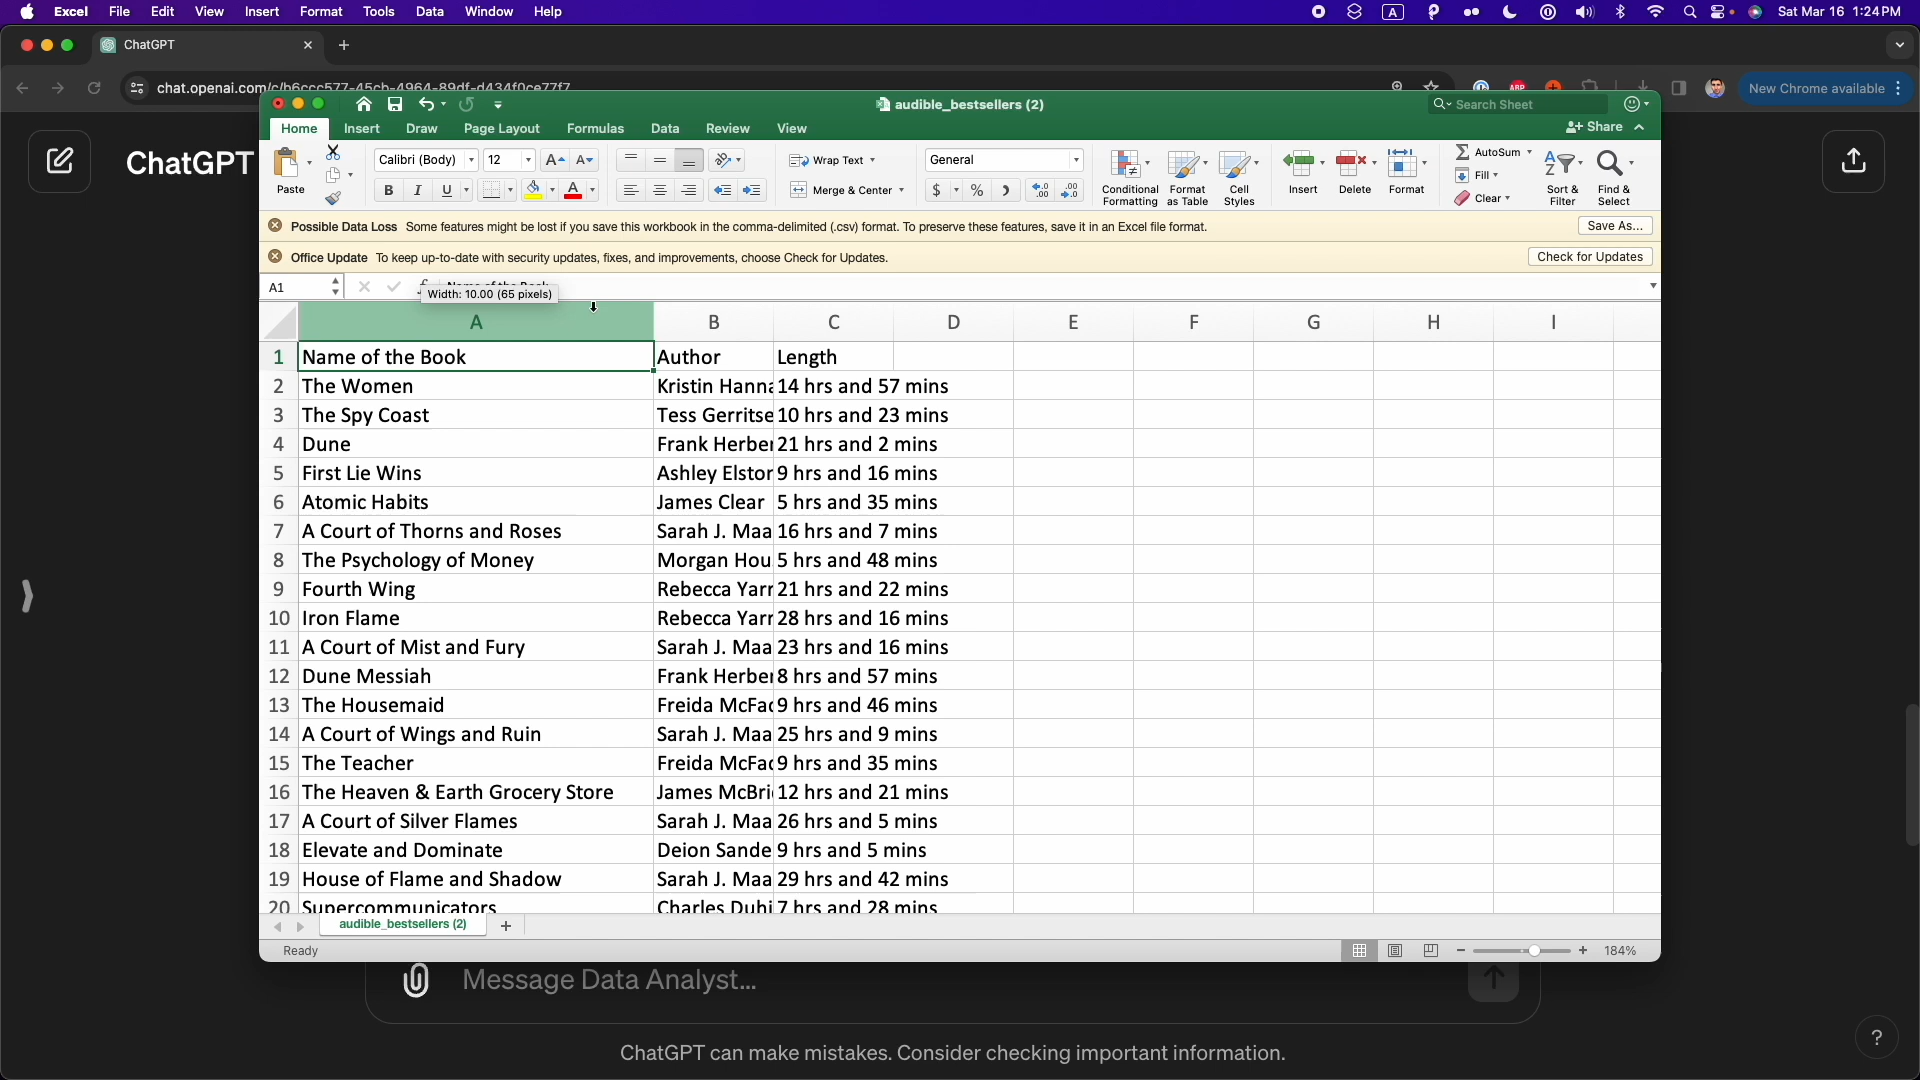 Excel File Edit View Insert Format Tools Data Window Help A Sat Mar 16 1:24 PM
ChatGPT
chat.openai.com/c/b6ccc577-45cb-4964-89df-d434f0ce77f7 ABP New Chrome available
audible_bestsellers (2) Search Sheet
Home Insert Draw Page Layout Formulas Data Review View Share
ChatGPT
Paste Calibri (Body) 12 A A Wrap Text General Conditional Formatting Format as Table Cell Styles Insert Delete Format AutoSum Fill Clear Sort & Filter Find & Select
B I U A Merge & Center $ %
Possible Data Loss Some features might be lost if you save this workbook in the comma-delimited (.csv) format. To preserve these features, save it in an Excel file format. Save As...
Office Update To keep up-to-date with security updates, fixes, and improvements, choose Check for Updates. Check for Updates
A1 Name of the Book
Width: 10.00 (65 pixels)
A B C D E F G H I
1 Name of the Book Author Length
2 The Women Kristin Hanna 14 hrs and 57 mins
3 The Spy Coast Tess Gerritse 10 hrs and 23 mins
4 Dune Frank Herber 21 hrs and 2 mins
5 First Lie Wins Ashley Elstor 9 hrs and 16 mins
6 Atomic Habits James Clear 5 hrs and 35 mins
7 A Court of Thorns and Roses Sarah J. Maa 16 hrs and 7 mins
8 The Psychology of Money Morgan Hou 5 hrs and 48 mins
9 Fourth Wing Rebecca Yarr 21 hrs and 22 mins
10 Iron Flame Rebecca Yarr 28 hrs and 16 mins
11 A Court of Mist and Fury Sarah J. Maa 23 hrs and 16 mins
12 Dune Messiah Frank Herber 8 hrs and 57 mins
13 The Housemaid Freida McFac 9 hrs and 46 mins
14 A Court of Wings and Ruin Sarah J. Maa 25 hrs and 9 mins
15 The Teacher Freida McFac 9 hrs and 35 mins
16 The Heaven & Earth Grocery Store James McBri 12 hrs and 21 mins
17 A Court of Silver Flames Sarah J. Maa 26 hrs and 5 mins
18 Elevate and Dominate Deion Sande 9 hrs and 5 mins
19 House of Flame and Shadow Sarah J. Maa 29 hrs and 42 mins
20 Supercommunicators Charles Duhi 7 hrs and 28 mins
audible_bestsellers (2) +
Ready 184%
Message Data Analyst...
ChatGPT can make mistakes. Consider checking important information.
?